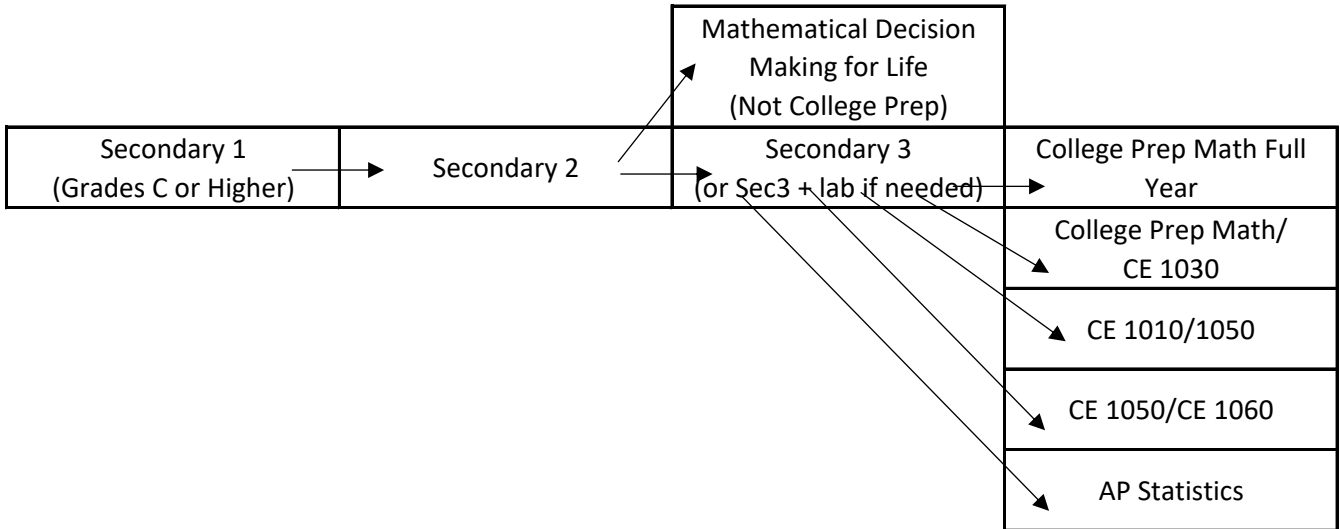 Mathematical Decision
Making for Life
(Not College Prep)
Secondary 1
(Grades C or Higher)
Secondary 2
Secondary 3
(or Sec3 + lab if needed)
College Prep Math Full
Year
College Prep Math/
CE 1030
CE 1010/1050
CE 1050/CE 1060
AP Statistics